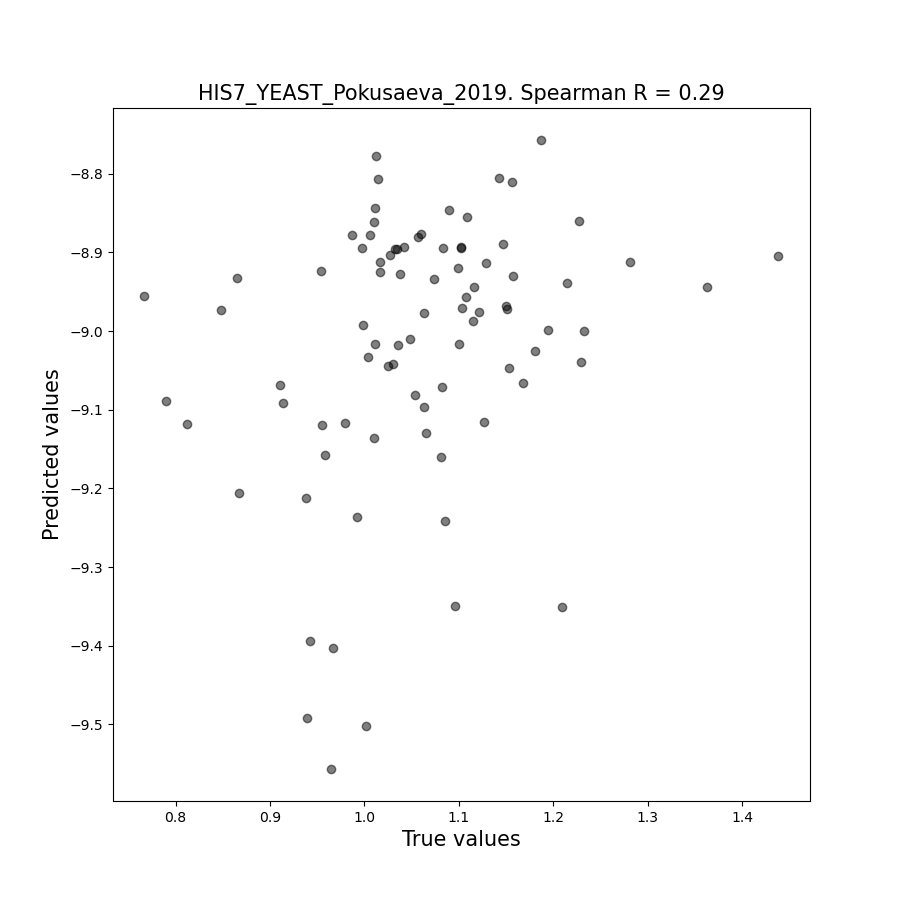 HIS7_YEAST_Pokusaeva_2019. Spearman R = 0.29
Predicted values
−8.8
−8.9
−9.0
−9.1
−9.2
−9.3
−9.4
−9.5
0.8 0.9 1.0 1.1 1.2 1.3 1.4
True values